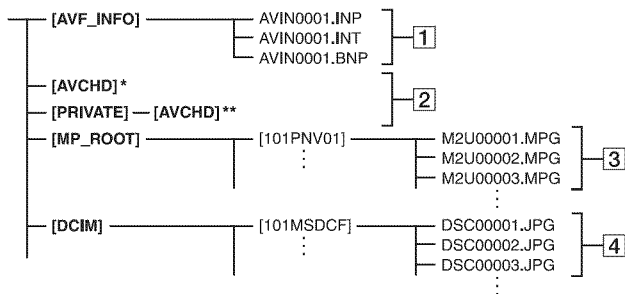 [AVF_INFO] AVIN0001.INP
AVIN0001.INT 1
AVIN0001.BNP
[AVCHD]*
2
[PRIVATE] [AVCHD]**
[MP_ROOT] [101PNV01] M2U00001.MPG
M2U00002.MPG 3
M2U00003.MPG
[DCIM] [101MSDCF] DSC00001.JPG
DSC00002.JPG 4
DSC00003.JPG